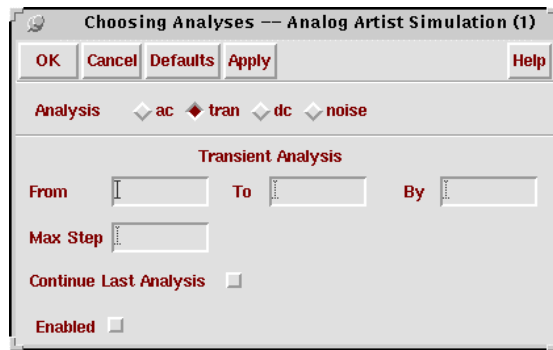 Choosing Analyses -- Analog Artist Simulation (1)
OK Cancel Defaults Apply Help
Analysis ac tran dc noise
Transient Analysis
From To By
Max Step
Continue Last Analysis
Enabled